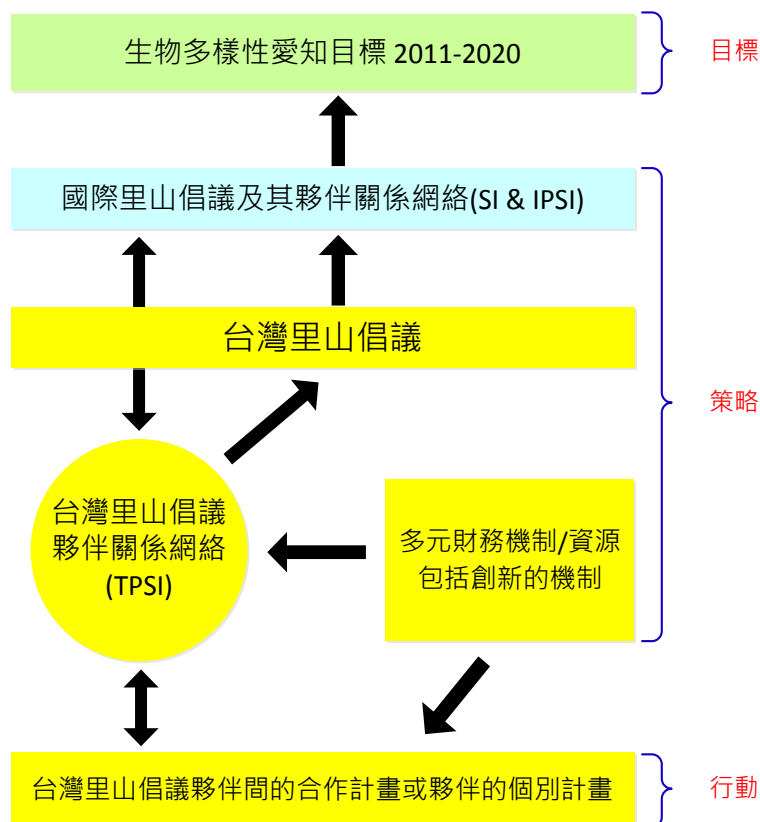 生物多樣性愛知目標 2011-2020
目標
國際里山倡議及其夥伴關係網絡(SI & IPSI)
台灣里山倡議
策略
台灣里山倡議
夥伴關係網絡
(TPSI)
多元財務機制/資源
包括創新的機制
台灣里山倡議夥伴間的合作計畫或夥伴的個別計畫
行動